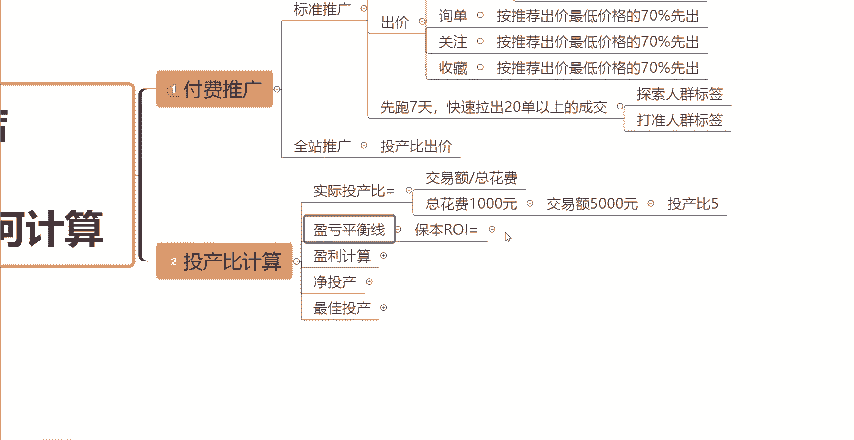 标准推广
出价
询单
按推荐出价最低价格的70%先出
关注
按推荐出价最低价格的70%先出
收藏
按推荐出价最低价格的70%先出
1 付费推广
先跑7天，快速拉出20单以上的成交
探索人群标签
打准人群标签
全站推广
投产比出价
何计算
2 投产比计算
实际投产比=
交易额/总花费
总花费1000元
交易额5000元
投产比5
盈亏平衡线
保本ROI=
盈利计算
净投产
最佳投产